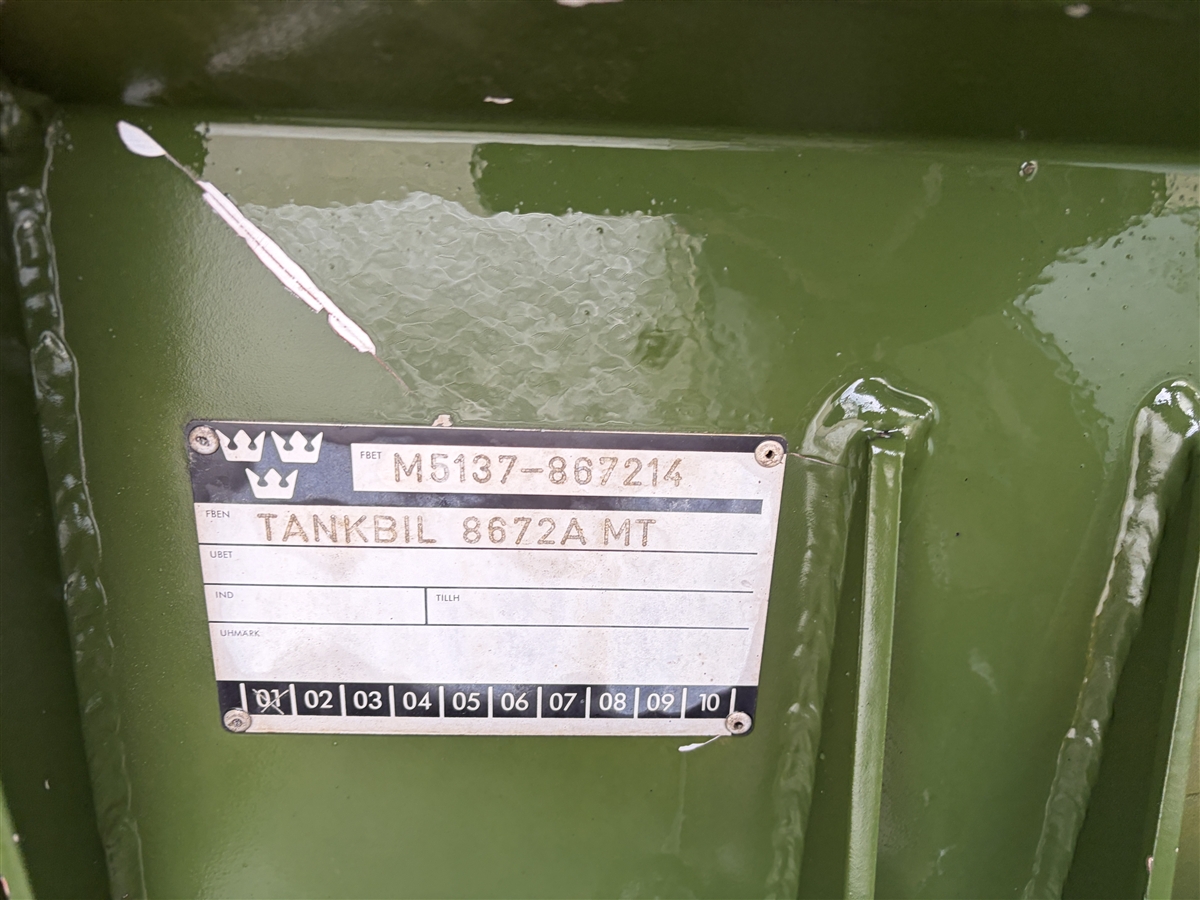 FBET M5137-867214
FBEN TANKBIL 8672A MT
UBET
IND TILLH
UHMÄRK
01 02 03 04 05 06 07 08 09 10